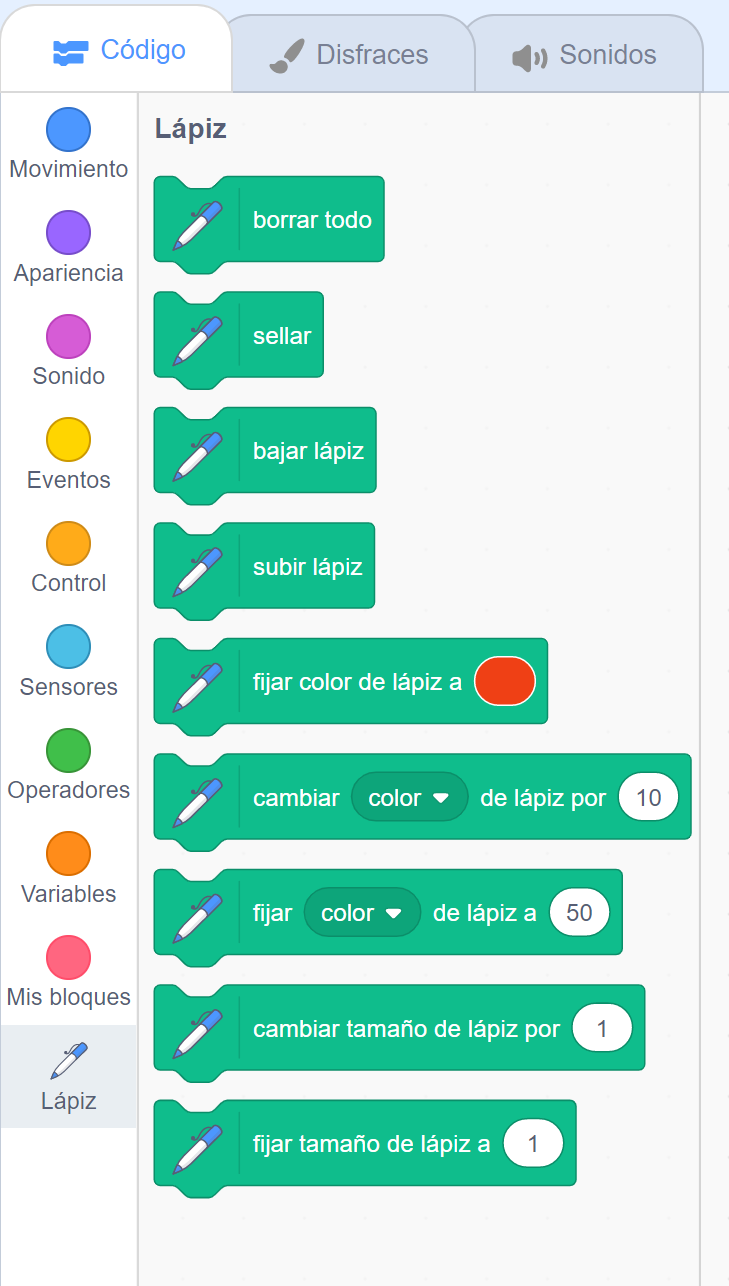 Código
Disfraces
Sonidos
Movimiento
Apariencia
Sonido
Eventos
Control
Sensores
Operadores
Variables
Mis bloques
Lápiz
Lápiz
borrar todo
sellar
bajar lápiz
subir lápiz
fijar color de lápiz a
cambiar color de lápiz por 10
fijar color de lápiz a 50
cambiar tamaño de lápiz por 1
fijar tamaño de lápiz a 1